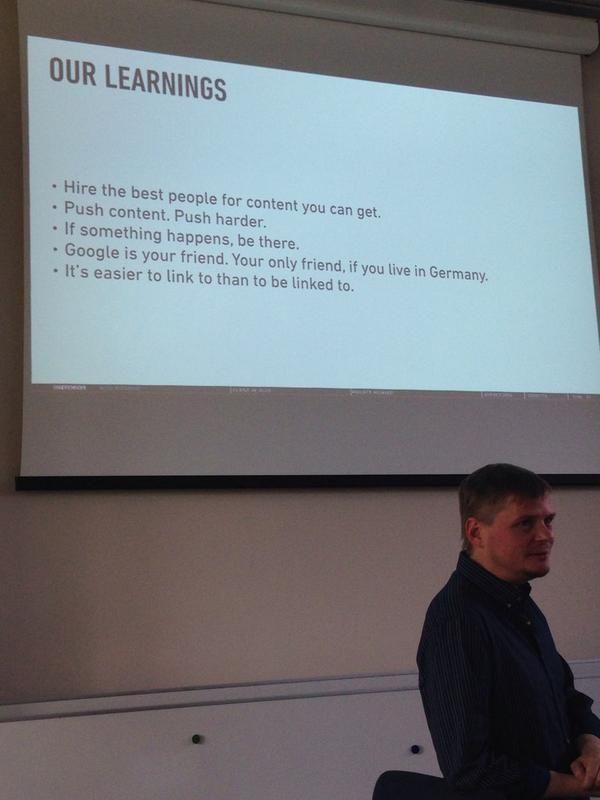 OUR LEARNINGS
• Hire the best people for content you can get.
• Push content. Push harder.
• If something happens, be there.
• Google is your friend. Your only friend, if you live in Germany.
• It's easier to link to than to be linked to.